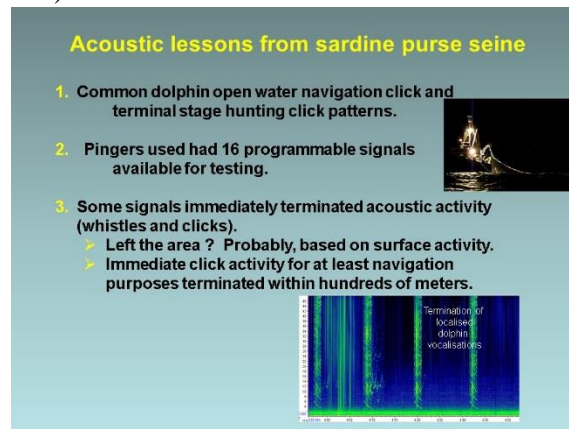 Acoustic lessons from sardine purse seine
1. Common dolphin open water navigation click and
terminal stage hunting click patterns.
2. Pingers used had 16 programmable signals
available for testing.
3. Some signals immediately terminated acoustic activity
(whistles and clicks).
➢ Left the area ? Probably, based on surface activity.
➢ Immediate click activity for at least navigation
purposes terminated within hundreds of meters.
Termination of
localised
dolphin
vocalisations